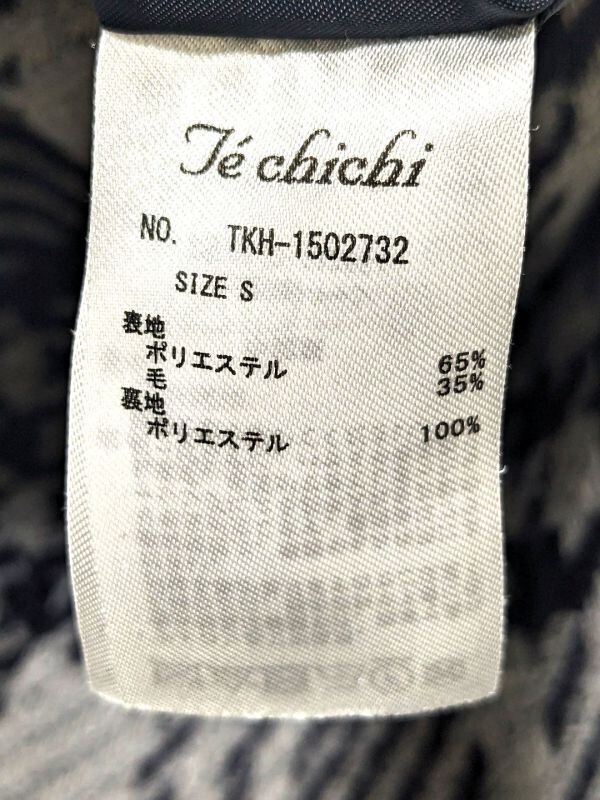 Té chichi
NO. TKH-1502732
SIZE S
表地
ポリエステル 65%
毛 35%
裏地
ポリエステル 100%